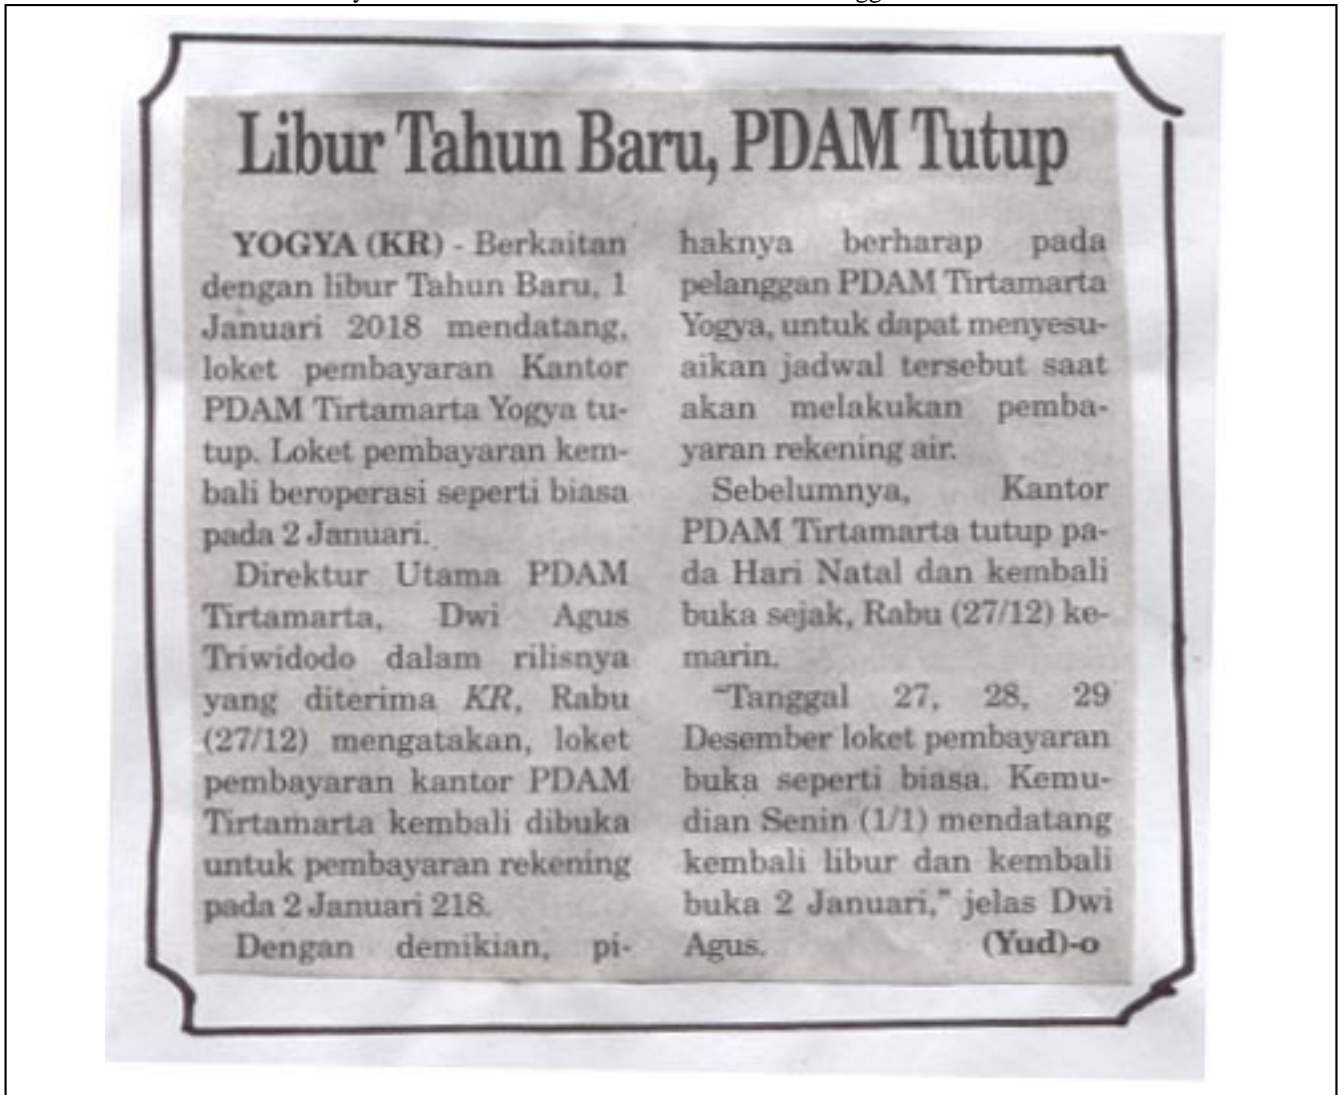 Libur Tahun Baru, PDAM Tutup
YOGYA (KR) - Berkaitan
dengan libur Tahun Baru, 1
Januari 2018 mendatang,
loket pembayaran Kantor
PDAM Tirtamarta Yogya tu-
tup. Loket pembayaran kem-
bali beroperasi seperti biasa
pada 2 Januari.
Direktur Utama PDAM
Tirtamarta, Dwi Agus
Triwidodo dalam rilisnya
yang diterima KR, Rabu
(27/12) mengatakan, loket
pembayaran kantor PDAM
Tirtamarta kembali dibuka
untuk pembayaran rekening
pada 2 Januari 218.
Dengan demikian, pi-
haknya berharap pada
pelanggan PDAM Tirtamarta
Yogya, untuk dapat menyesu-
aikan jadwal tersebut saat
akan melakukan pemba-
yaran rekening air.
Sebelumnya, Kantor
PDAM Tirtamarta tutup pa-
da Hari Natal dan kembali
buka sejak, Rabu (27/12) ke-
marin.
"Tanggal 27, 28, 29
Desember loket pembayaran
buka seperti biasa. Kemu-
dian Senin (1/1) mendatang
kembali libur dan kembali
buka 2 Januari," jelas Dwi
Agus. (Yud)-o